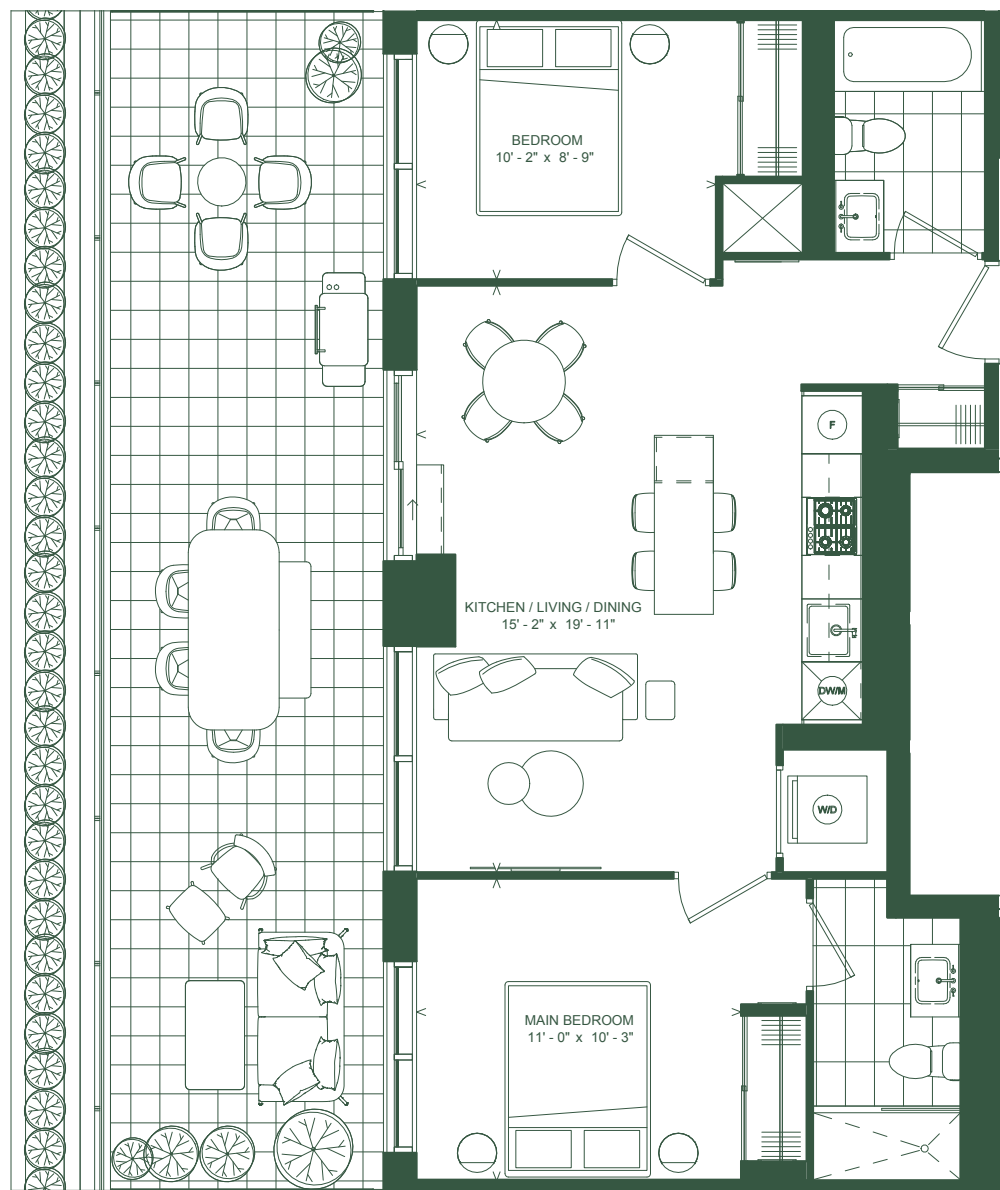 BEDROOM
10' - 2" x 8' - 9"
F
KITCHEN / LIVING / DINING
15' - 2" x 19' - 11"
DW/M
W/D
MAIN BEDROOM
11' - 0" x 10' - 3"